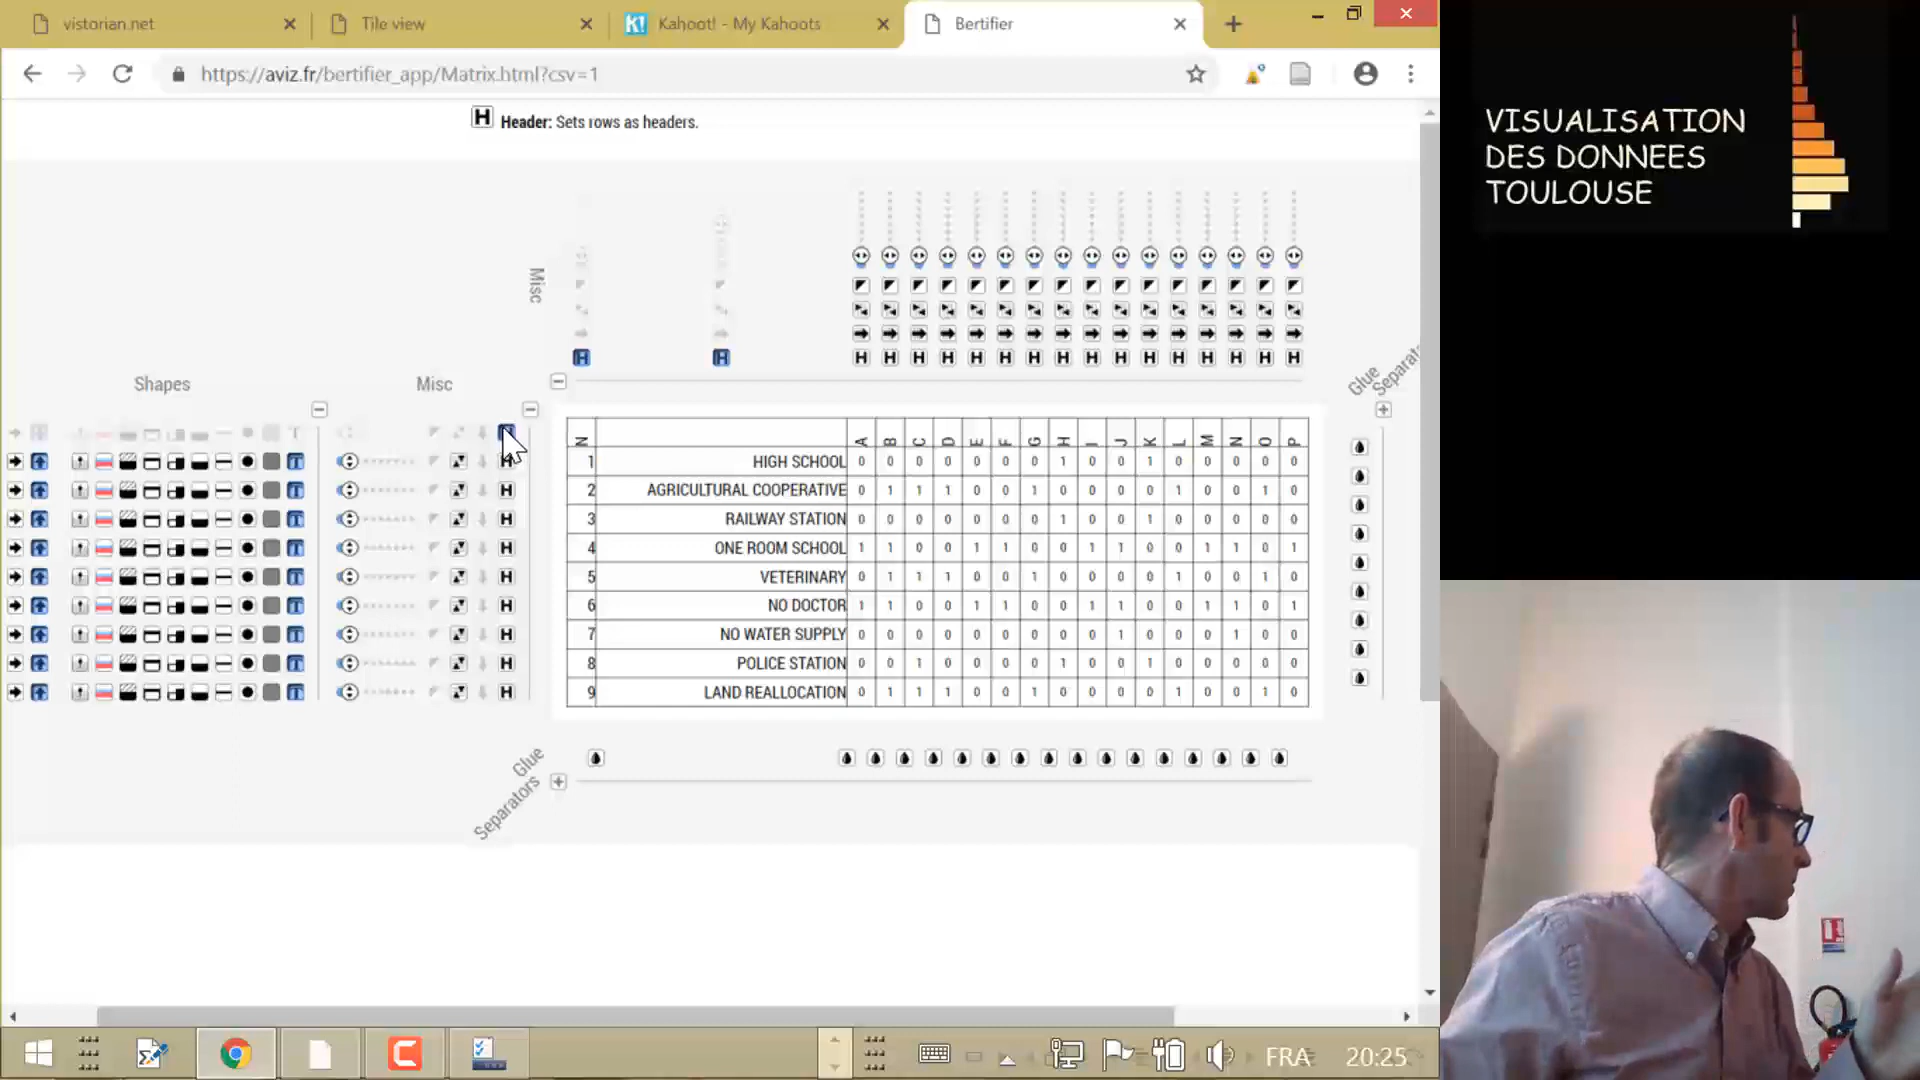 vistorian.net
Tile view
K! Kahoot! - My Kahoots
Bertifier
https://aviz.fr/bertifier_app/Matrix.html?csv=1
H Header: Sets rows as headers.
VISUALISATION
DES DONNEES
TOULOUSE
Misc
H H H H H H H H H H H H H H H H H H
Shapes
Misc
Glue
Separators
N A B C D E F G H I J K L M N O P
1 HIGH SCHOOL 0 0 0 0 0 0 0 1 0 0 1 0 0 0 0 0
2 AGRICULTURAL COOPERATIVE 0 1 1 1 0 0 1 0 0 0 0 1 0 0 1 0
3 RAILWAY STATION 0 0 0 0 0 0 0 1 0 0 1 0 0 0 0 0
4 ONE ROOM SCHOOL 1 1 0 0 1 1 0 0 1 1 0 0 1 1 0 1
5 VETERINARY 0 1 1 1 0 0 1 0 0 0 0 1 0 0 1 0
6 NO DOCTOR 1 1 0 0 1 1 0 0 1 1 0 0 1 1 0 1
7 NO WATER SUPPLY 0 0 0 0 0 0 0 0 0 1 0 0 0 1 0 0
8 POLICE STATION 0 0 1 0 0 0 0 1 0 0 1 0 0 0 0 0
9 LAND REALLOCATION 0 1 1 1 0 0 1 0 0 0 0 1 0 0 1 0
Glue
Separators
FRA 20:25